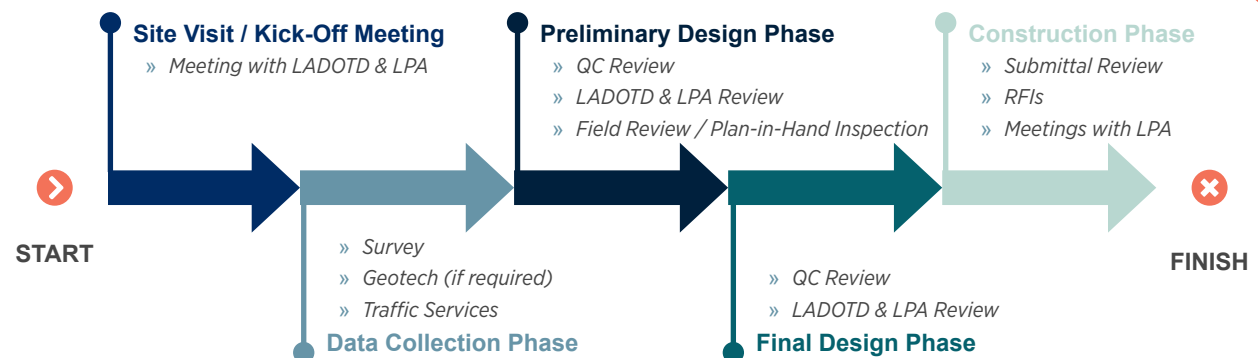 START
Site Visit / Kick-Off Meeting
» Meeting with LADOTD & LPA
» Survey
» Geotech (if required)
» Traffic Services
Data Collection Phase
Preliminary Design Phase
» QC Review
» LADOTD & LPA Review
» Field Review / Plan-in-Hand Inspection
» QC Review
» LADOTD & LPA Review
Final Design Phase
Construction Phase
» Submittal Review
» RFIs
» Meetings with LPA
FINISH